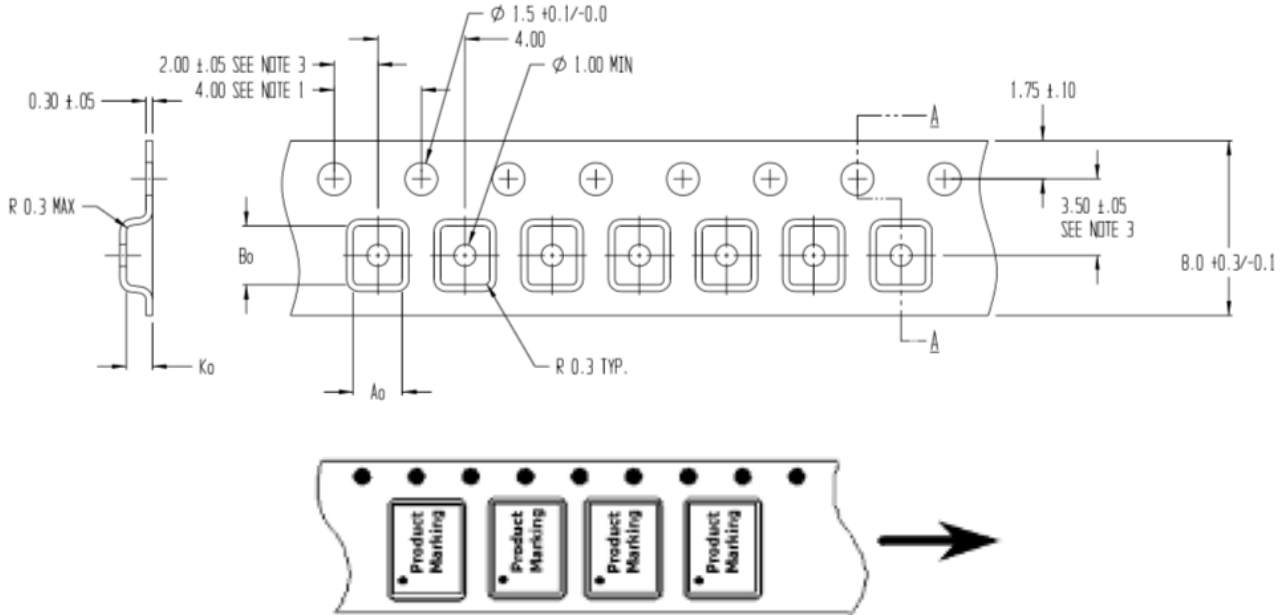 Ø 1.5 +0.1/-0.0
4.00
2.00 ±.05 SEE NOTE 3
Ø 1.00 MIN
4.00 SEE NOTE 1
0.30 ±.05
1.75 ±.10
A
R 0.3 MAX
3.50 ±.05
SEE NOTE 3
Bo
8.0 +0.3/-0.1
A
R 0.3 TYP.
Ko
Ao
Product
Marking
Product
Marking
Product
Marking
Product
Marking